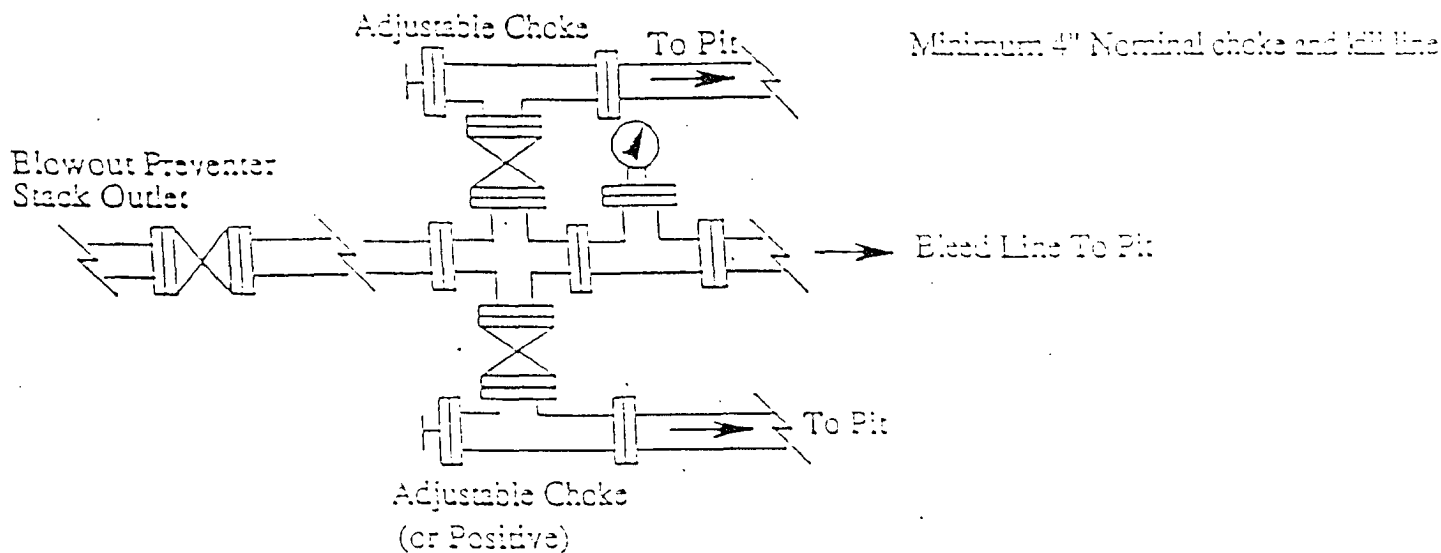 Adjustable Choke
To Pit
Minimum 4" Nominal choke and kill line
Blowout Preventer
Stack Outlet
Bleed Line To Pit
To Pit
Adjustable Choke
(or Positive)